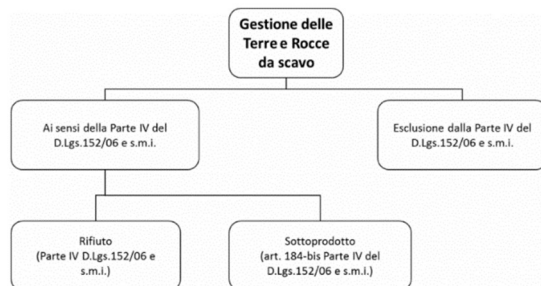 Gestione delle
Terre e Rocce
da scavo
Ai sensi della Parte IV del
D.Lgs.152/06 e s.m.i.
Esclusione dalla Parte IV del
D.Lgs.152/06 e s.m.i.
Rifiuto
(Parte IV D.Lgs.152/06 e
s.m.i.)
Sottoprodotto
(art. 184-bis Parte IV del
D.Lgs.152/06 e s.m.i.)